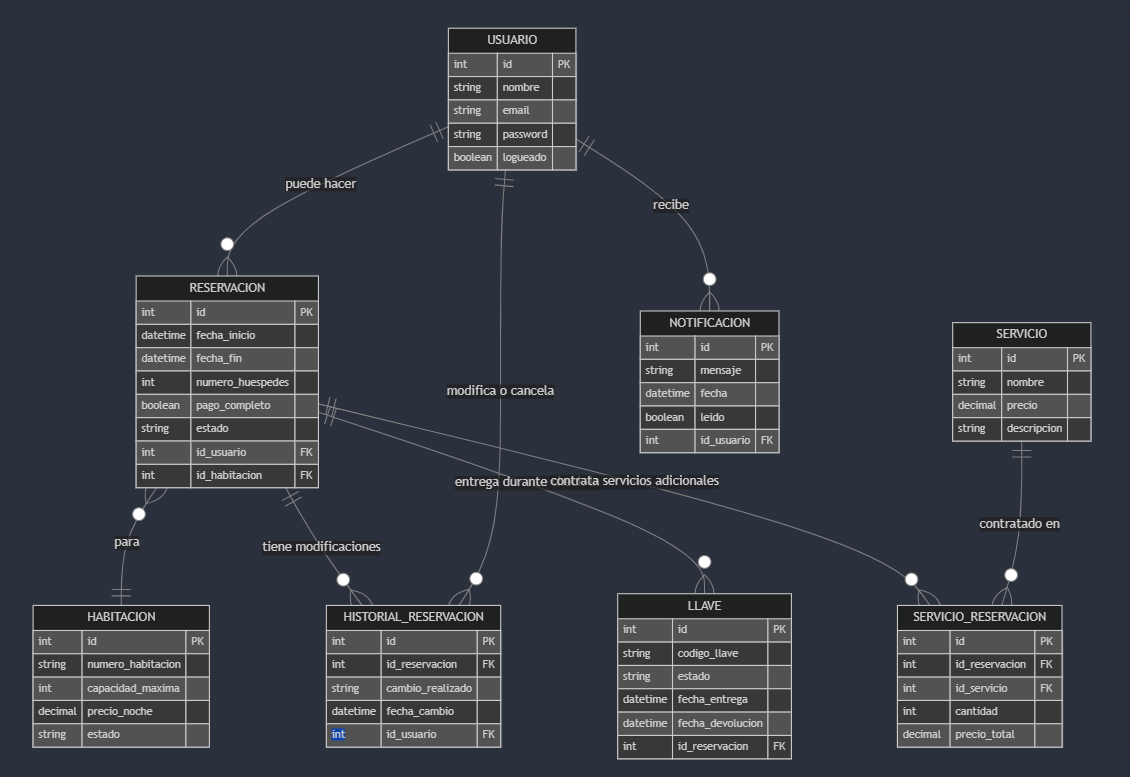 USUARIO
int id PK
string nombre
string email
string password
boolean logueado
puede hacer
recibe
RESERVACION
int id PK
datetime fecha_inicio
datetime fecha_fin
int numero_huespedes
boolean pago_completo
string estado
int id_usuario FK
int id_habitacion FK
NOTIFICACION
int id PK
string mensaje
datetime fecha
boolean leido
int id_usuario FK
SERVICIO
int id PK
string nombre
decimal precio
string descripcion
modifica o cancela
entrega durante
contrata servicios adicionales
contratado en
para
tiene modificaciones
HABITACION
int id PK
string numero_habitacion
int capacidad_maxima
decimal precio_noche
string estado
HISTORIAL_RESERVACION
int id PK
int id_reservacion FK
string cambio_realizado
datetime fecha_cambio
int id_usuario FK
LLAVE
int id PK
string codigo_llave
string estado
datetime fecha_entrega
datetime fecha_devolucion
int id_reservacion FK
SERVICIO_RESERVACION
int id PK
int id_reservacion FK
int id_servicio FK
int cantidad
decimal precio_total